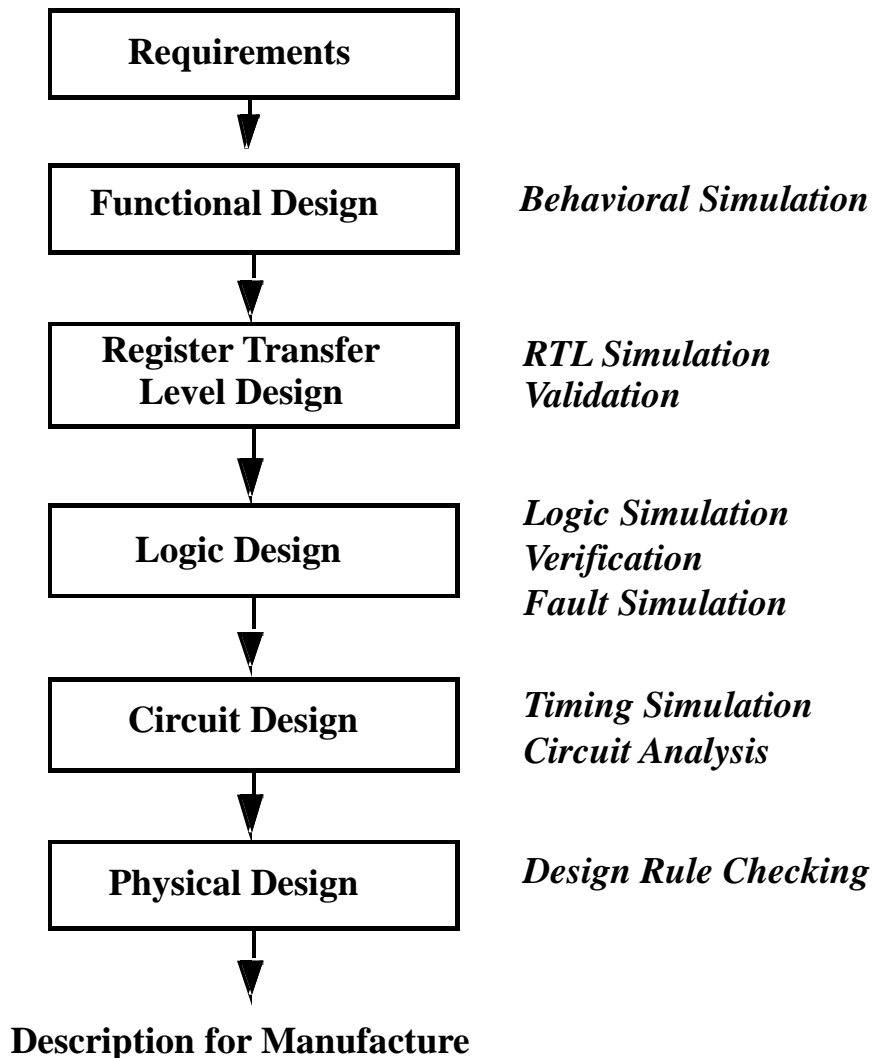 Requirements
Functional Design
Behavioral Simulation
Register Transfer
Level Design
RTL Simulation
Validation
Logic Design
Logic Simulation
Verification
Fault Simulation
Circuit Design
Timing Simulation
Circuit Analysis
Physical Design
Design Rule Checking
Description for Manufacture